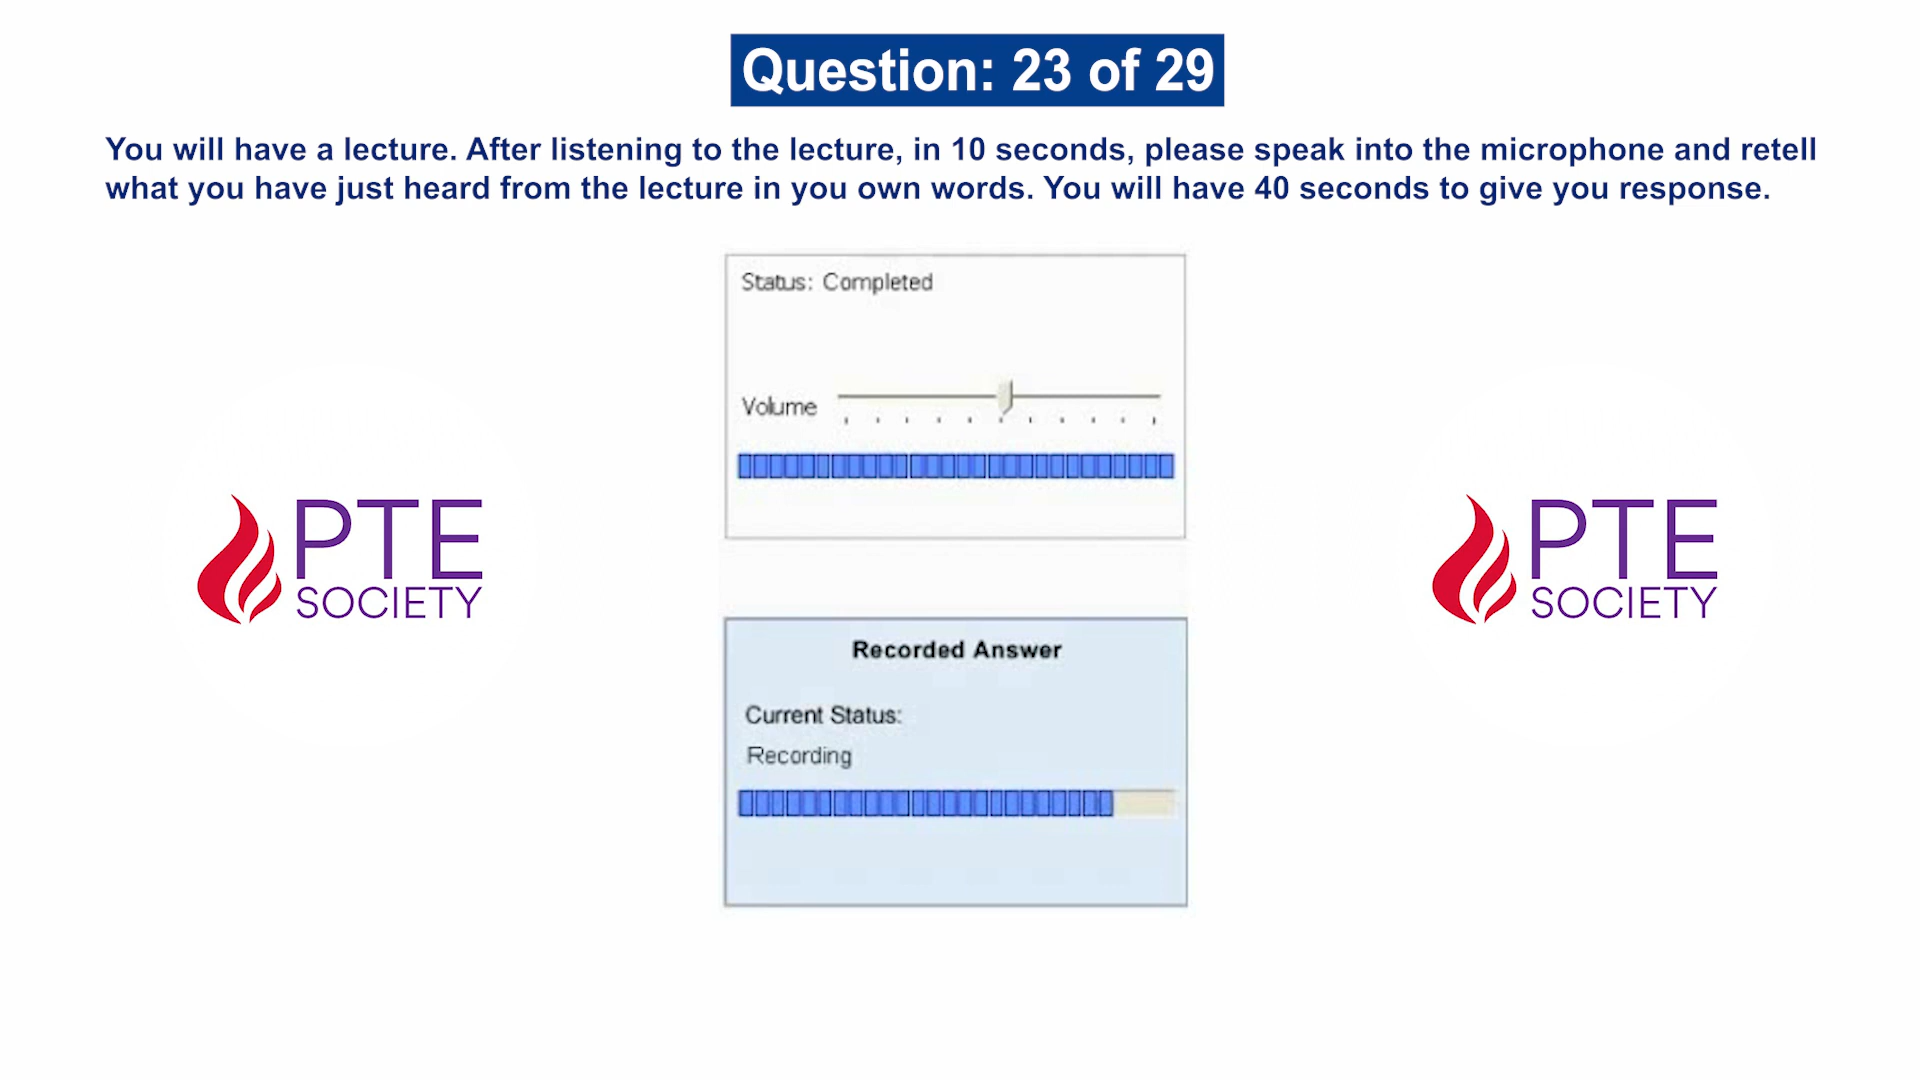 Question: 23 of 29
You will have a lecture. After listening to the lecture, in 10 seconds, please speak into the microphone and retell
what you have just heard from the lecture in you own words. You will have 40 seconds to give you response.
Status: Completed
Volume
PTE
SOCIETY
PTE
SOCIETY
Recorded Answer
Current Status:
Recording